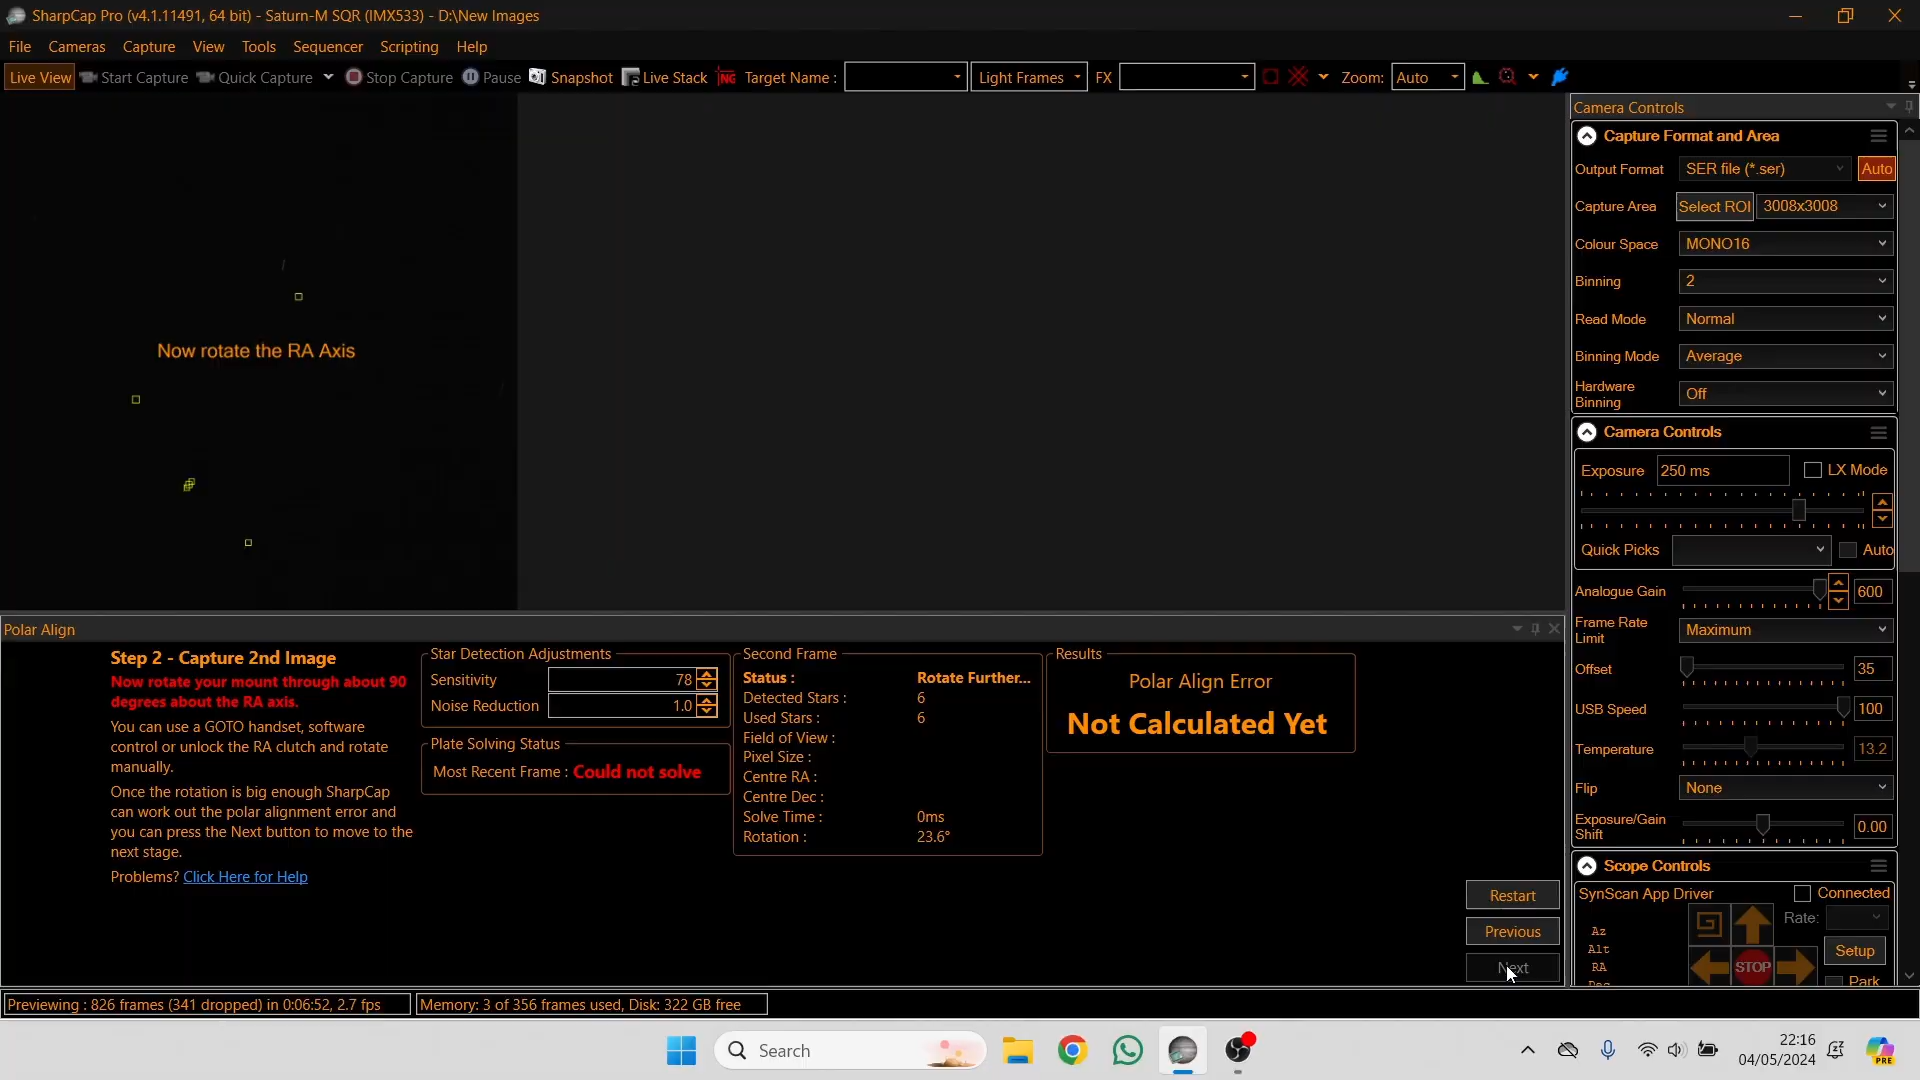 SharpCap Pro (v4.1.11491, 64 bit) - Saturn-M SQR (IMX533) - D:\New Images
File Cameras Capture View Tools Sequencer Scripting Help
Live View Start Capture Quick Capture Stop Capture Pause Snapshot Live Stack Target Name : Light Frames FX Zoom: Auto
Now rotate the RA Axis
Camera Controls
Capture Format and Area
Output Format SER file (*.ser) Auto
Capture Area Select ROI 3008x3008
Colour Space MONO16
Binning 2
Read Mode Normal
Binning Mode Average
Hardware Binning Off
Camera Controls
Exposure 250 ms LX Mode
Quick Picks Auto
Analogue Gain 600
Frame Rate Limit Maximum
Offset 35
USB Speed 100
Temperature 13.2
Flip None
Exposure/Gain Shift 0.00
Scope Controls
SynScan App Driver Connected
Rate:
Az
Alt
RA
Setup
STOP
Park
Polar Align
Step 2 - Capture 2nd Image
Now rotate your mount through about 90
degrees about the RA axis.
You can use a GOTO handset, software
control or unlock the RA clutch and rotate
manually.
Once the rotation is big enough SharpCap
can work out the polar alignment error and
you can press the Next button to move to the
next stage.
Problems? Click Here for Help
Star Detection Adjustments
Sensitivity 78
Noise Reduction 1.0
Plate Solving Status
Most Recent Frame : Could not solve
Second Frame
Status : Rotate Further...
Detected Stars : 6
Used Stars : 6
Field of View :
Pixel Size :
Centre RA :
Centre Dec :
Solve Time : 0ms
Rotation : 23.6°
Results
Polar Align Error
Not Calculated Yet
Restart
Previous
Next
Previewing : 826 frames (341 dropped) in 0:06:52, 2.7 fps
Memory: 3 of 356 frames used, Disk: 322 GB free
Search
22:16
04/05/2024
PRE